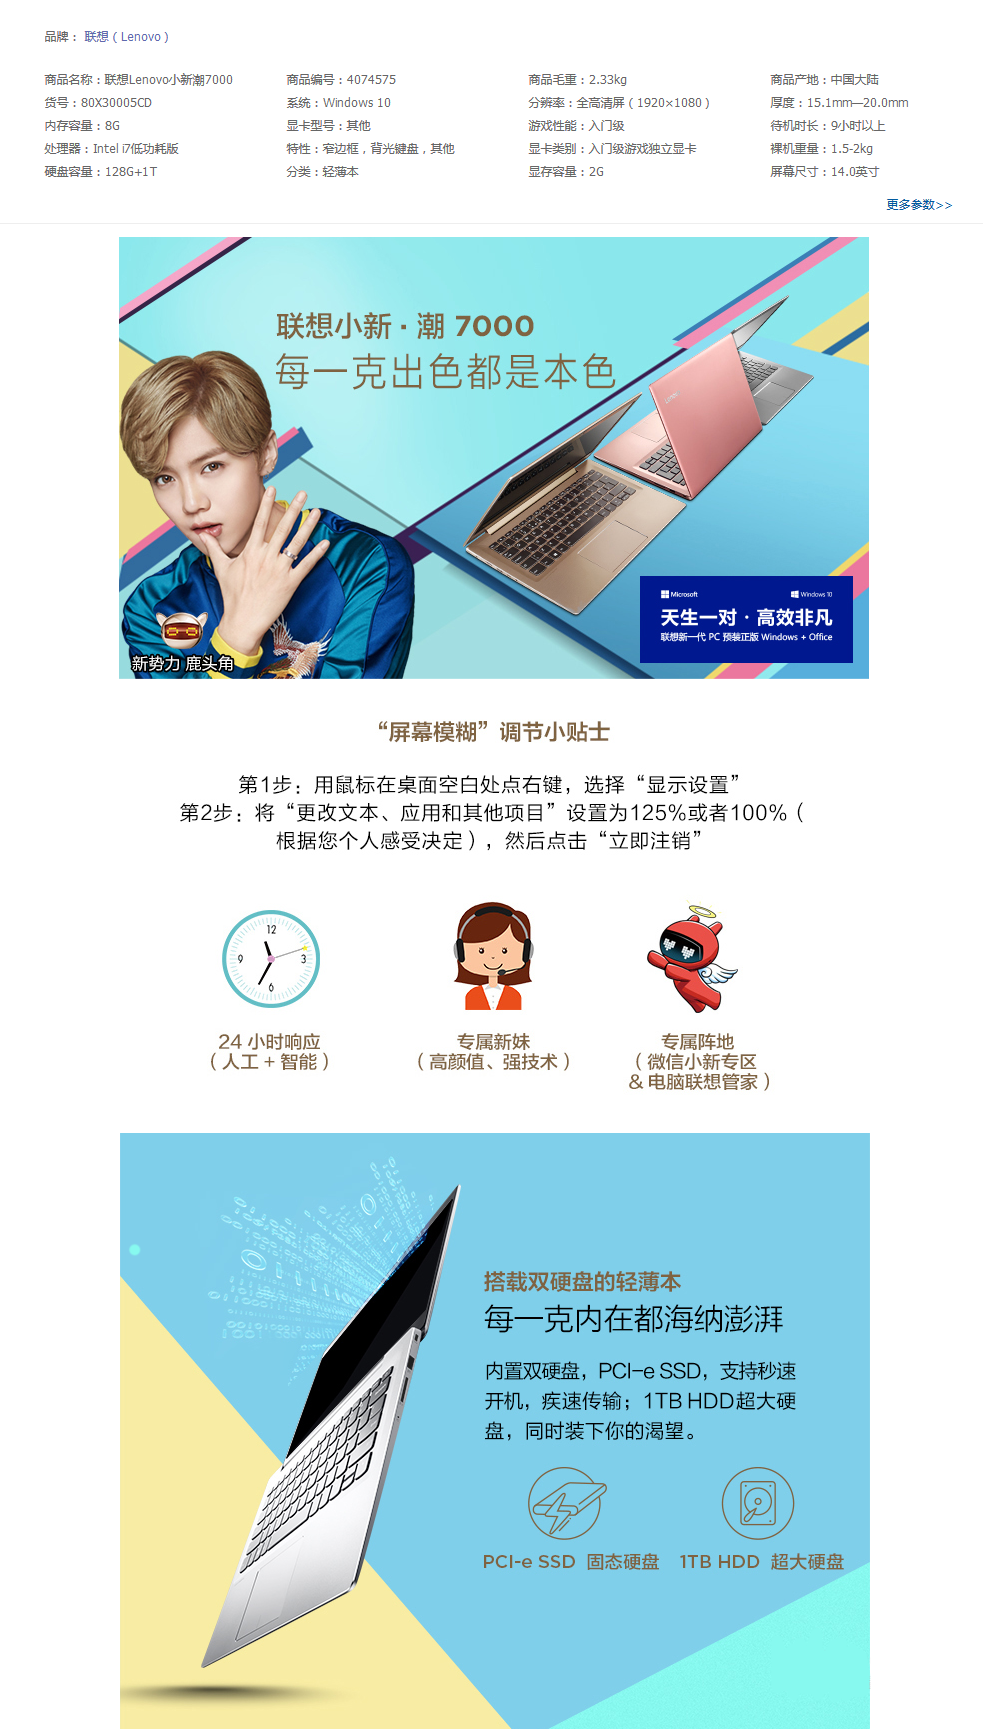 品牌： 联想（Lenovo）
商品名称：联想Lenovo小新潮7000 商品编号：4074575 商品毛重：2.33kg 商品产地：中国大陆
货号：80X30005CD 系统：Windows 10 分辨率：全高清屏（1920×1080） 厚度：15.1mm—20.0mm
内存容量：8G 显卡型号：其他 游戏性能：入门级 待机时长：9小时以上
处理器：Intel i7低功耗版 特性：窄边框，背光键盘，其他 显卡类别：入门级游戏独立显卡 裸机重量：1.5-2kg
硬盘容量：128G+1T 分类：轻薄本 显存容量：2G 屏幕尺寸：14.0英寸
更多参数>>
联想小新·潮 7000
每一克出色都是本色
Microsoft Windows 10
天生一对·高效非凡
联想新一代 PC 预装正版 Windows + Office
新势力 鹿头角
“屏幕模糊”调节小贴士
第1步：用鼠标在桌面空白处点右键，选择“显示设置”
第2步：将“更改文本、应用和其他项目”设置为125%或者100%（
根据您个人感受决定），然后点击“立即注销”
12
9 3
6
24 小时响应 专属新妹 专属阵地
（人工 + 智能） （高颜值、强技术） （微信小新专区
& 电脑联想管家）
搭载双硬盘的轻薄本
每一克内在都海纳澎湃
内置双硬盘，PCI-e SSD，支持秒速
开机，疾速传输；1TB HDD超大硬
盘，同时装下你的渴望。
PCI-e SSD 固态硬盘 1TB HDD 超大硬盘